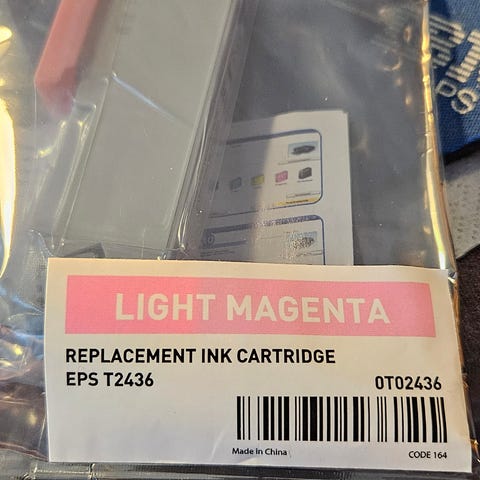 LIGHT MAGENTA
REPLACEMENT INK CARTRIDGE
EPS T2436
0T02436
Made in China
CODE 164